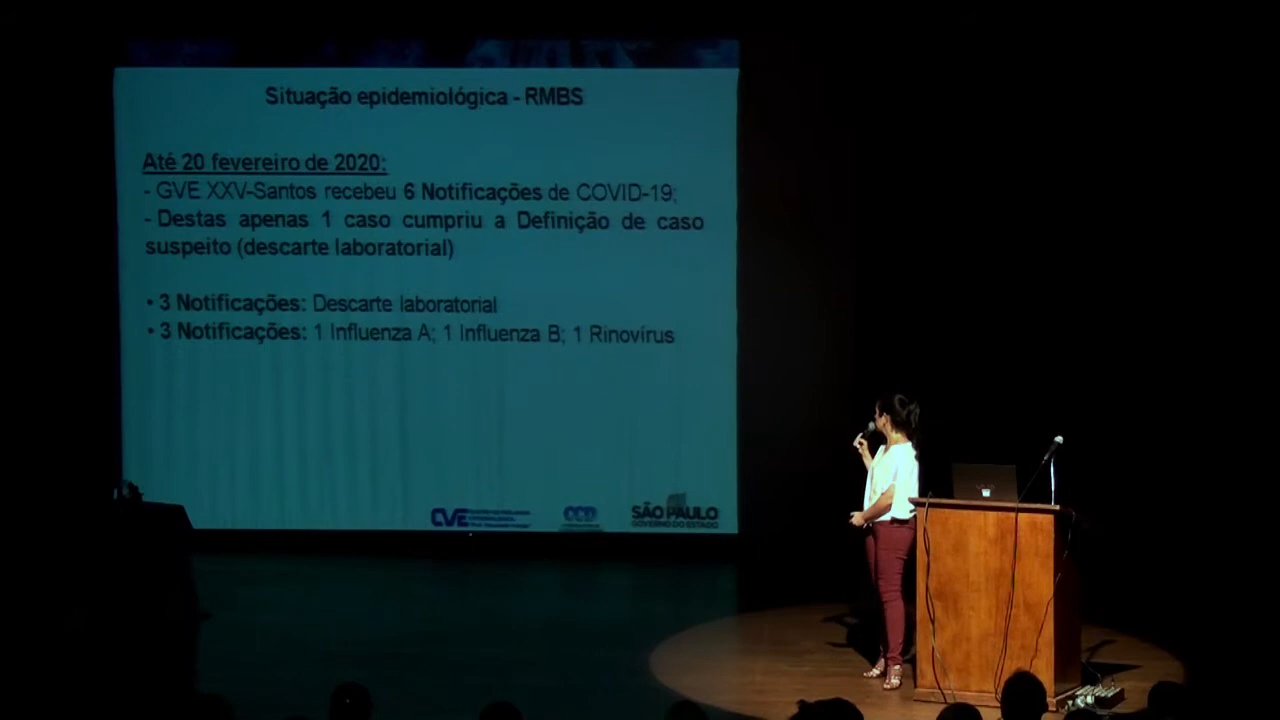 Situação epidemiológica - RMBS
Até 20 fevereiro de 2020:
- GVE XXV-Santos recebeu 6 Notificações de COVID-19;
- Destas apenas 1 caso cumpriu a Definição de caso
suspeito (descarte laboratorial)
• 3 Notificações: Descarte laboratorial
• 3 Notificações: 1 Influenza A; 1 Influenza B; 1 Rinovírus
CVE
CCD
SÃO PAULO
GOVERNO DO ESTADO